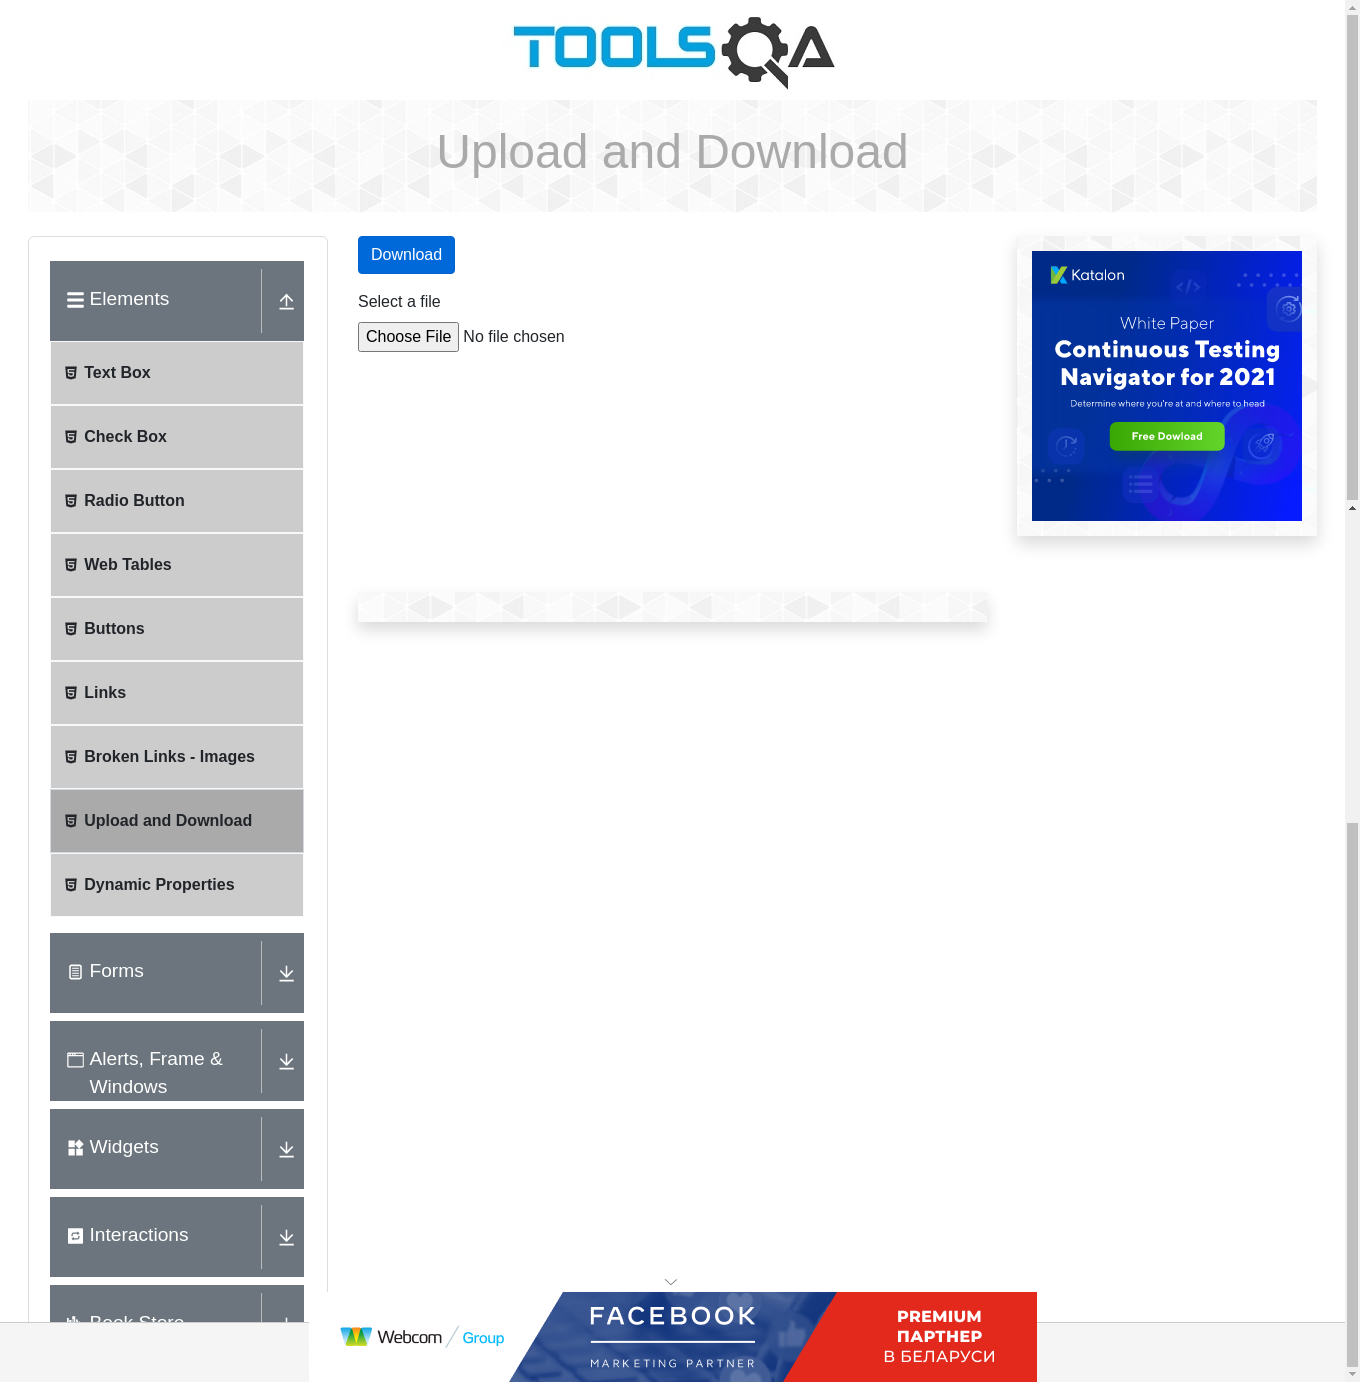 TOOLSQA
Upload and Download
Elements
Text Box
Check Box
Radio Button
Web Tables
Buttons
Links
Broken Links - Images
Upload and Download
Dynamic Properties
Forms
Alerts, Frame &
Windows
Widgets
Interactions
Book Store
Download
Select a file
Choose File No file chosen
Katalon
White Paper
Continuous Testing
Navigator for 2021
Determine where you're at and where to head
Free Dowload
Webcom / Group
FACEBOOK
MARKETING PARTNER
PREMIUM
ПАРТНЕР
В БЕЛАРУСИ